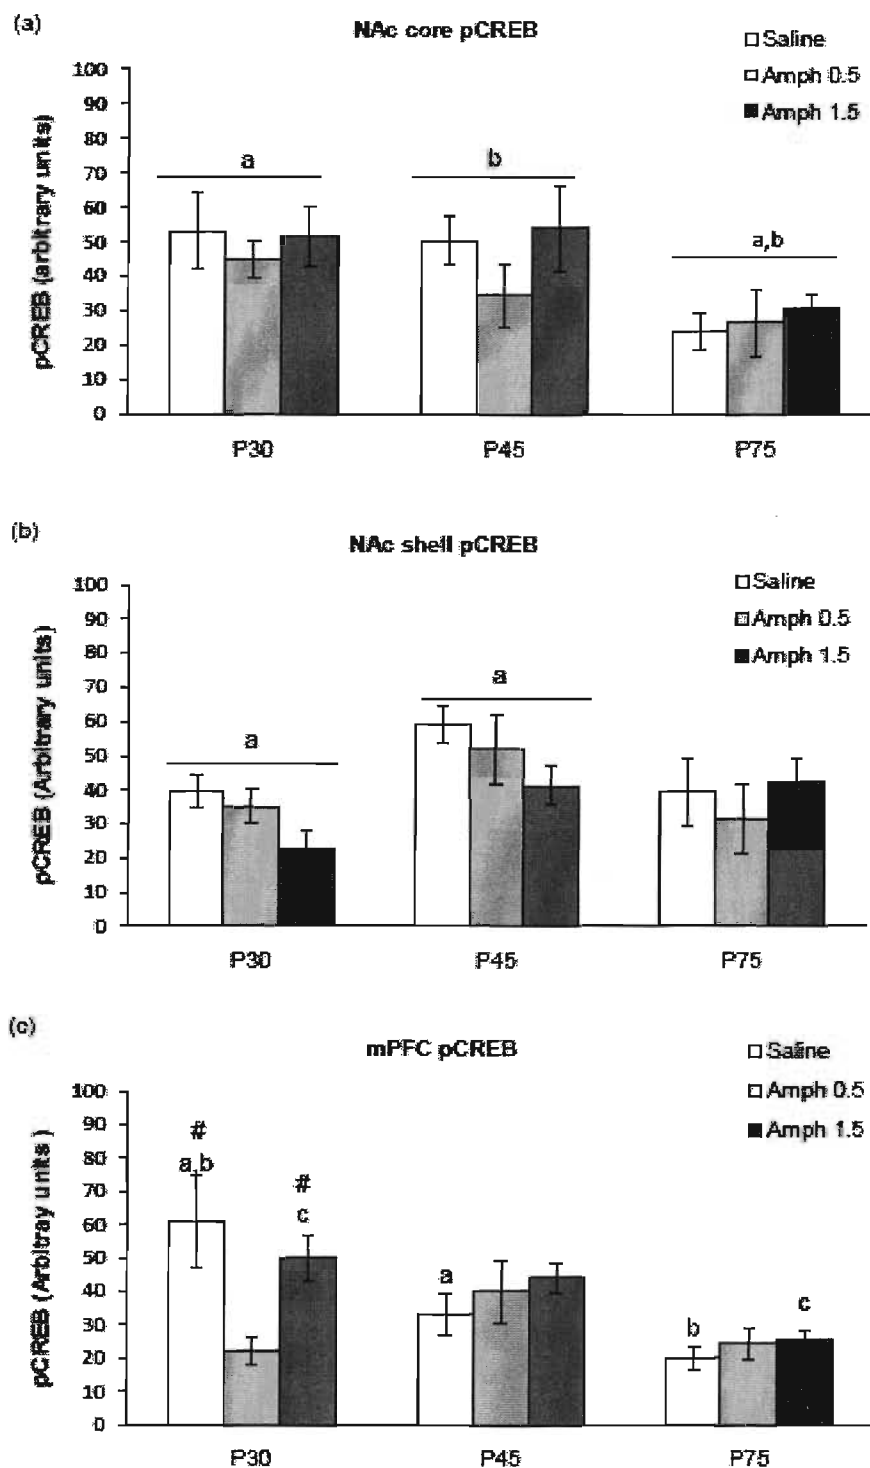 (a)
NAc core pCREB
Saline
Amph 0.5
Amph 1.5
pCREB (arbitrary units)
100
90
80
70
60
50
40
30
20
10
0
a
b
a,b
P30
P45
P75
(b)
NAc shell pCREB
Saline
Amph 0.5
Amph 1.5
pCREB (Arbitrary units)
100
90
80
70
60
50
40
30
20
10
0
a
a
P30
P45
P75
(c)
mPFC pCREB
Saline
Amph 0.5
Amph 1.5
pCREB (Arbitray units )
100
90
80
70
60
50
40
30
20
10
0
#
a,b
#
c
a
b
c
P30
P45
P75